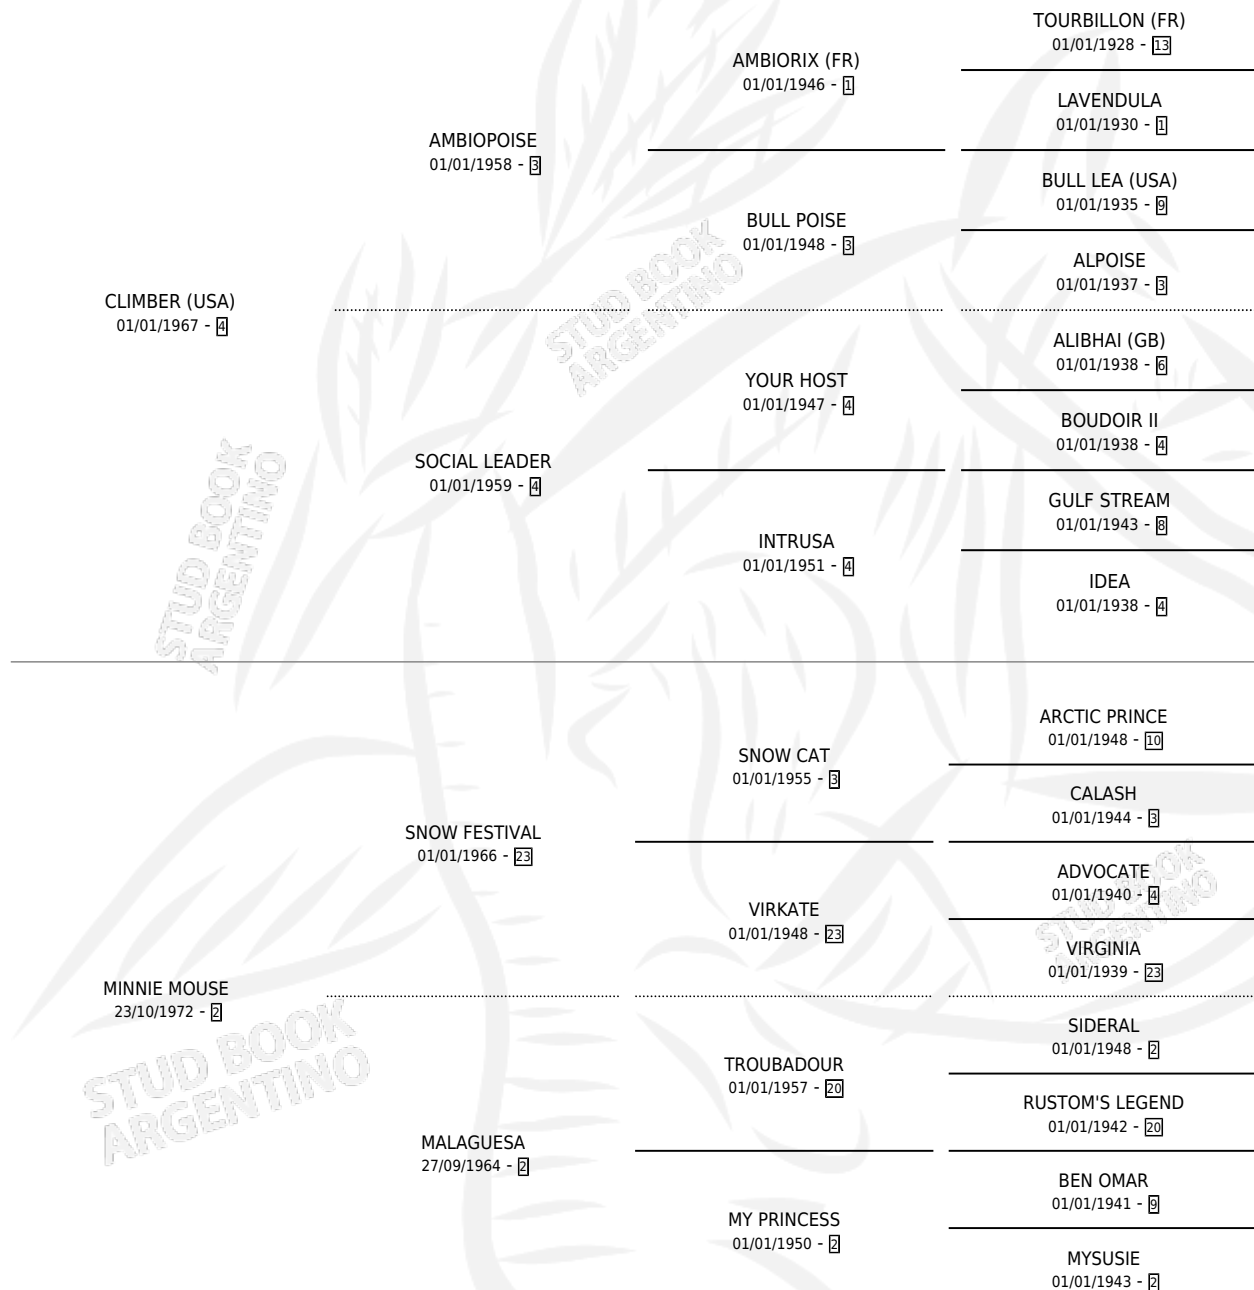 TOURBILLON (FR)
01/01/1928 - 13
AMBIORIX (FR)
01/01/1946 - 1
LAVENDULA
01/01/1930 - 1
AMBIOPOISE
01/01/1958 - 3
BULL LEA (USA)
01/01/1935 - 9
BULL POISE
01/01/1948 - 3
ALPOISE
01/01/1937 - 3
CLIMBER (USA)
01/01/1967 - 4
ALIBHAI (GB)
01/01/1938 - 6
YOUR HOST
01/01/1947 - 4
BOUDOIR II
01/01/1938 - 4
SOCIAL LEADER
01/01/1959 - 4
GULF STREAM
01/01/1943 - 8
INTRUSA
01/01/1951 - 4
IDEA
01/01/1938 - 4
ARCTIC PRINCE
01/01/1948 - 10
SNOW CAT
01/01/1955 - 3
CALASH
01/01/1944 - 3
SNOW FESTIVAL
01/01/1966 - 23
ADVOCATE
01/01/1940 - 4
VIRKATE
01/01/1948 - 23
VIRGINIA
01/01/1939 - 23
MINNIE MOUSE
23/10/1972 - 2
SIDERAL
01/01/1948 - 2
TROUBADOUR
01/01/1957 - 20
RUSTOM'S LEGEND
01/01/1942 - 20
MALAGUESA
27/09/1964 - 2
BEN OMAR
01/01/1941 - 9
MY PRINCESS
01/01/1950 - 2
MYSUSIE
01/01/1943 - 2
STUD BOOK
ARGENTINO
STUD BOOK
ARGENTINO
STUD BOOK
ARGENTINO
STUD BOOK
ARGENTINO